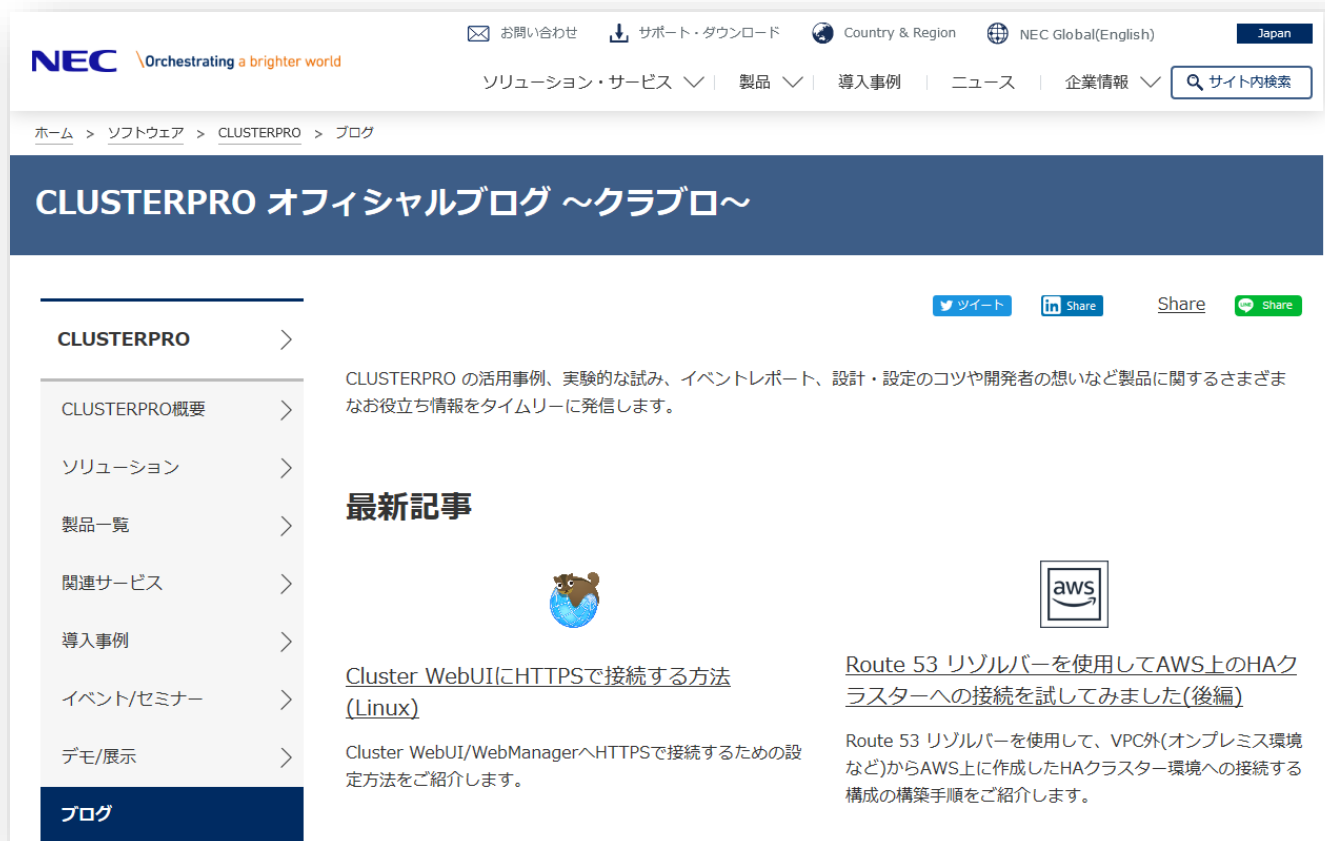 お問い合わせ サポート・ダウンロード Country & Region NEC Global(English) Japan
NEC \Orchestrating a brighter world
ソリューション・サービス 製品 導入事例 ニュース 企業情報 サイト内検索
ホーム > ソフトウェア > CLUSTERPRO > ブログ
CLUSTERPRO オフィシャルブログ ～クラブロ～
ツイート in Share Share LINE Share
CLUSTERPRO
CLUSTERPRO概要
ソリューション
製品一覧
関連サービス
導入事例
イベント/セミナー
デモ/展示
ブログ
CLUSTERPRO の活用事例、実験的な試み、イベントレポート、設計・設定のコツや開発者の想いなど製品に関するさまざま
なお役立ち情報をタイムリーに発信します。
最新記事
Cluster WebUIにHTTPSで接続する方法
(Linux)
Cluster WebUI/WebManagerへHTTPSで接続するための設
定方法をご紹介します。
aws
Route 53 リゾルバーを使用してAWS上のHAク
ラスターへの接続を試してみました(後編)
Route 53 リゾルバーを使用して、VPC外(オンプレミス環境
など)からAWS上に作成したHAクラスター環境への接続する
構成の構築手順をご紹介します。